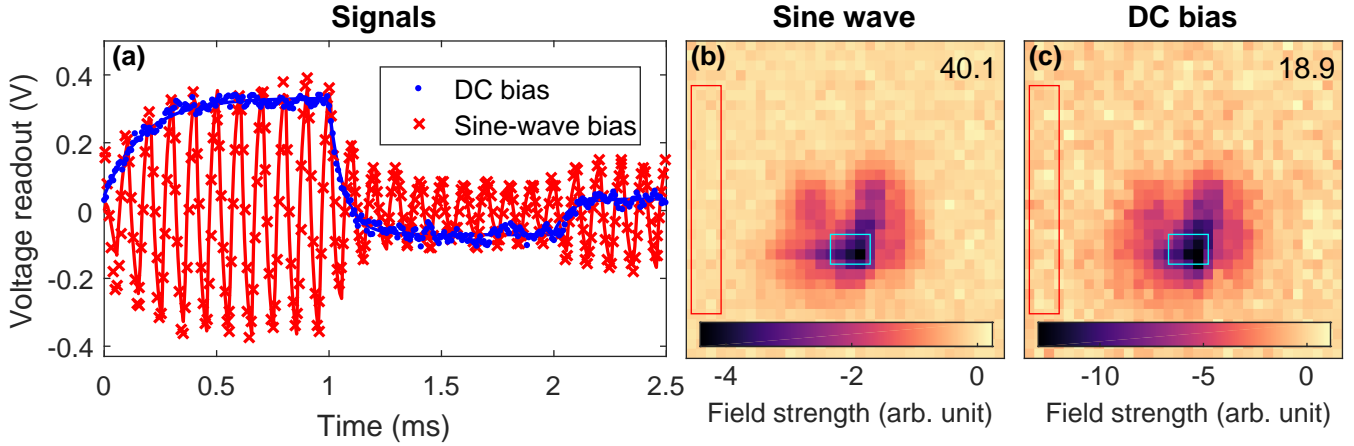 Signals
Sine wave
DC bias
(a)
(b)
(c)
40.1
18.9
DC bias
Sine-wave bias
Voltage readout (V)
0.4
0.2
0
-0.2
-0.4
0 0.5 1 1.5 2 2.5
Time (ms)
-4 -2 0
Field strength (arb. unit)
-10 -5 0
Field strength (arb. unit)